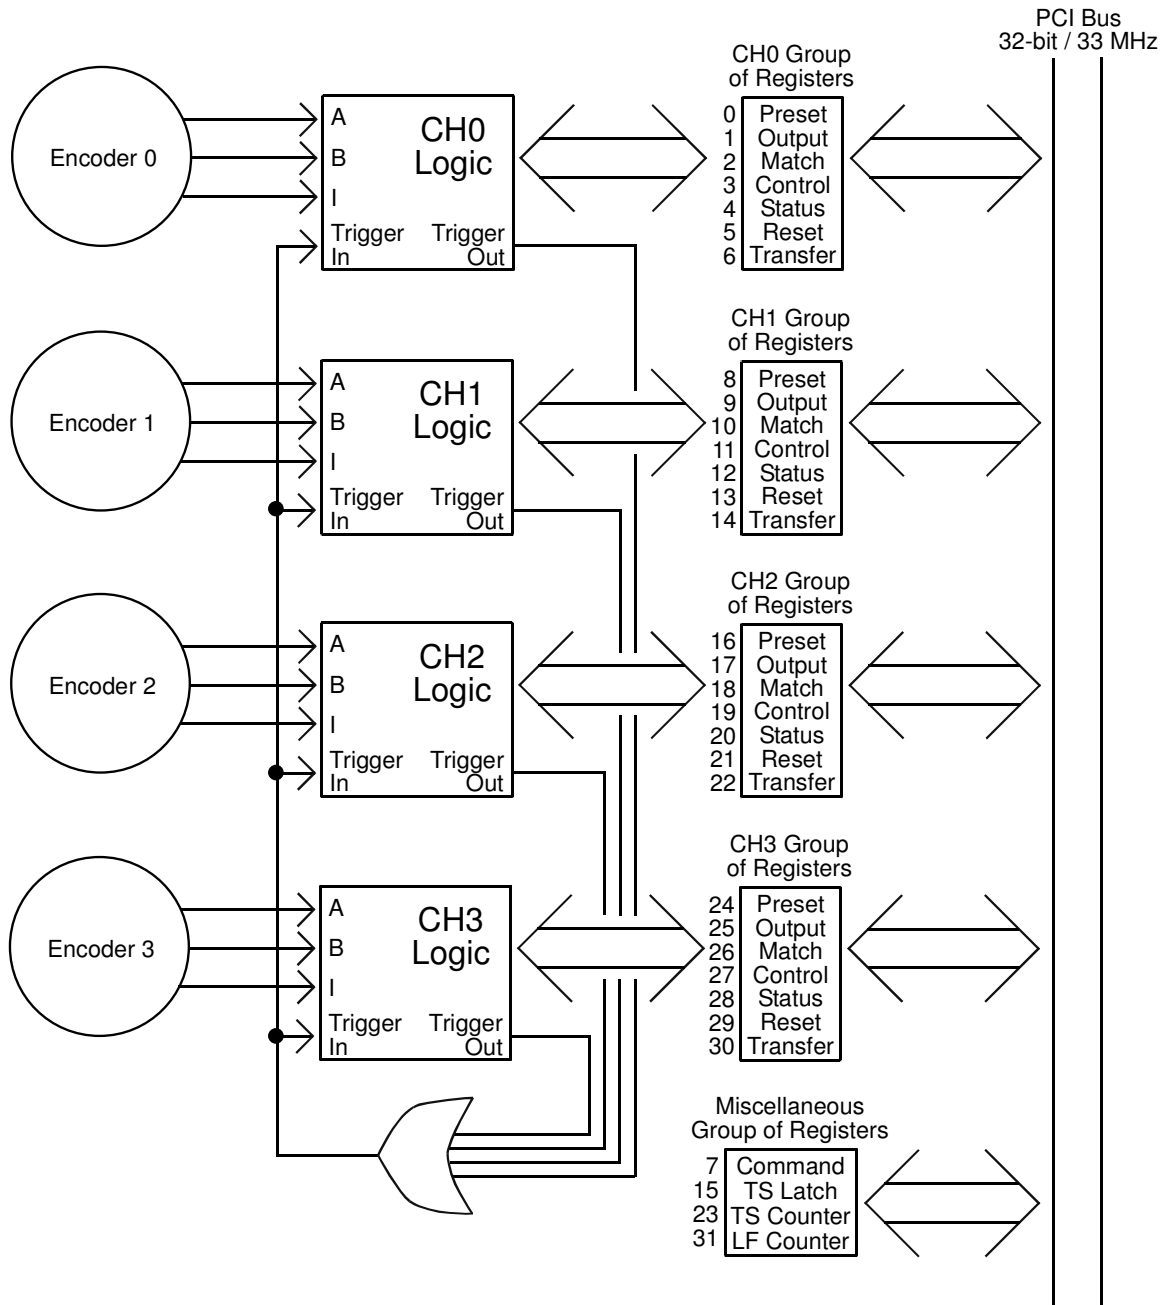 PCI Bus
32-bit / 33 MHz
Encoder 0
A
B
I
CH0
Logic
Trigger
In
Trigger
Out
CH0 Group
of Registers
0 Preset
1 Output
2 Match
3 Control
4 Status
5 Reset
6 Transfer
Encoder 1
A
B
I
CH1
Logic
Trigger
In
Trigger
Out
CH1 Group
of Registers
8 Preset
9 Output
10 Match
11 Control
12 Status
13 Reset
14 Transfer
Encoder 2
A
B
I
CH2
Logic
Trigger
In
Trigger
Out
CH2 Group
of Registers
16 Preset
17 Output
18 Match
19 Control
20 Status
21 Reset
22 Transfer
Encoder 3
A
B
I
CH3
Logic
Trigger
In
Trigger
Out
CH3 Group
of Registers
24 Preset
25 Output
26 Match
27 Control
28 Status
29 Reset
30 Transfer
Miscellaneous
Group of Registers
7 Command
15 TS Latch
23 TS Counter
31 LF Counter